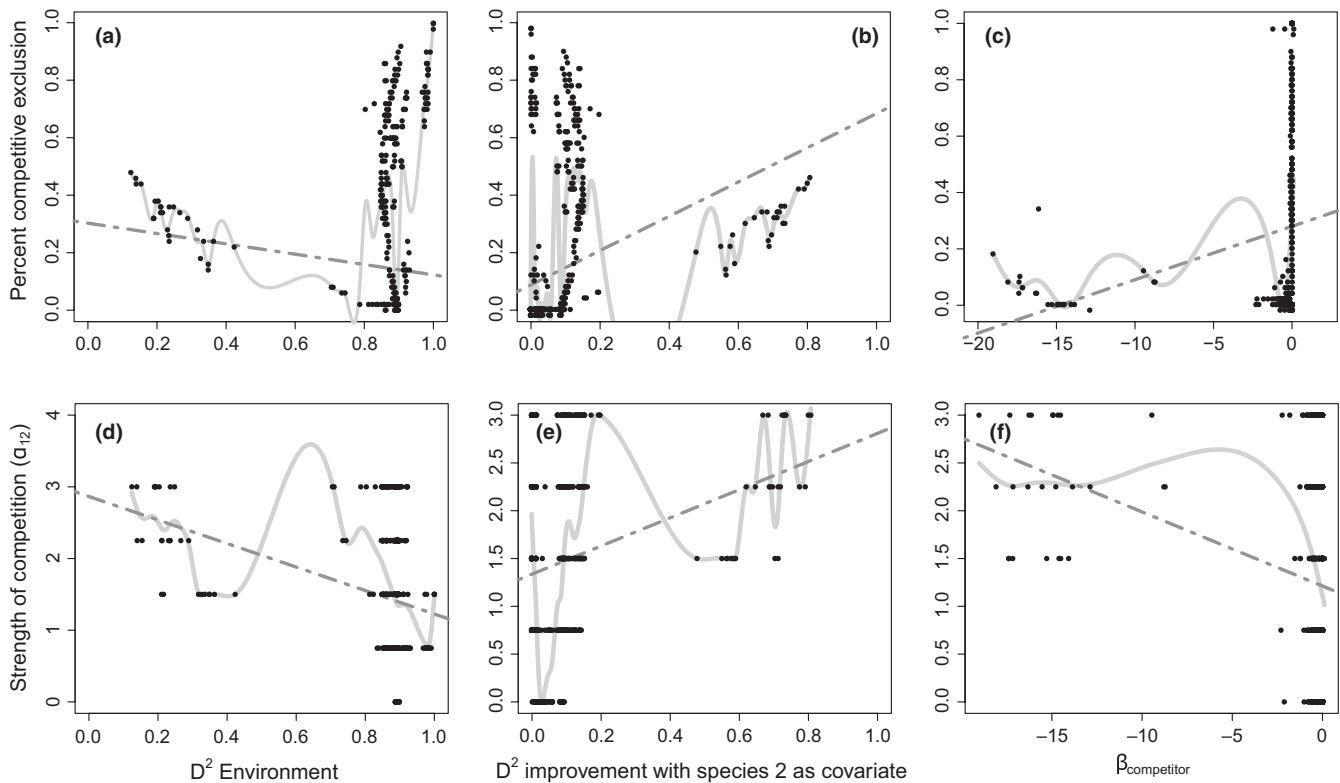 Percent competitive exclusion
1.0
0.8
0.6
0.4
0.2
0.0
(a)
0.0 0.2 0.4 0.6 0.8 1.0
1.0
0.8
0.6
0.4
0.2
0.0
(b)
0.0 0.2 0.4 0.6 0.8 1.0
1.0
0.8
0.6
0.4
0.2
0.0
(c)
−20 −15 −10 −5 0
Strength of competition (α12)
4
3
2
1
0
(d)
0.0 0.2 0.4 0.6 0.8 1.0
D² Environment
3.0
2.5
2.0
1.5
1.0
0.5
0.0
(e)
0.0 0.2 0.4 0.6 0.8 1.0
D² improvement with species 2 as covariate
3.0
2.5
2.0
1.5
1.0
0.5
0.0
(f)
−15 −10 −5 0
βcompetitor